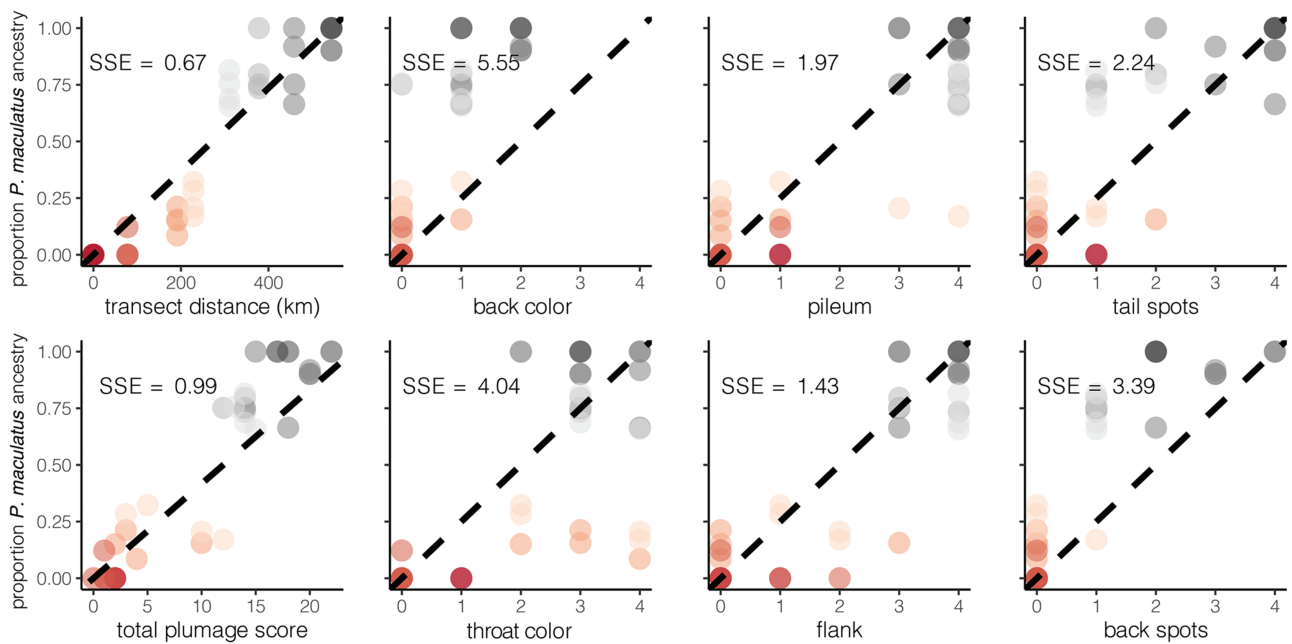 proportion P. maculatus ancestry
1.00
0.75
0.50
0.25
0.00
SSE = 0.67
0 200 400
transect distance (km)
SSE = 5.55
0 1 2 3 4
back color
SSE = 1.97
0 1 2 3 4
pileum
SSE = 2.24
0 1 2 3 4
tail spots
proportion P. maculatus ancestry
1.00
0.75
0.50
0.25
0.00
SSE = 0.99
0 5 10 15 20
total plumage score
SSE = 4.04
0 1 2 3 4
throat color
SSE = 1.43
0 1 2 3 4
flank
SSE = 3.39
0 1 2 3 4
back spots